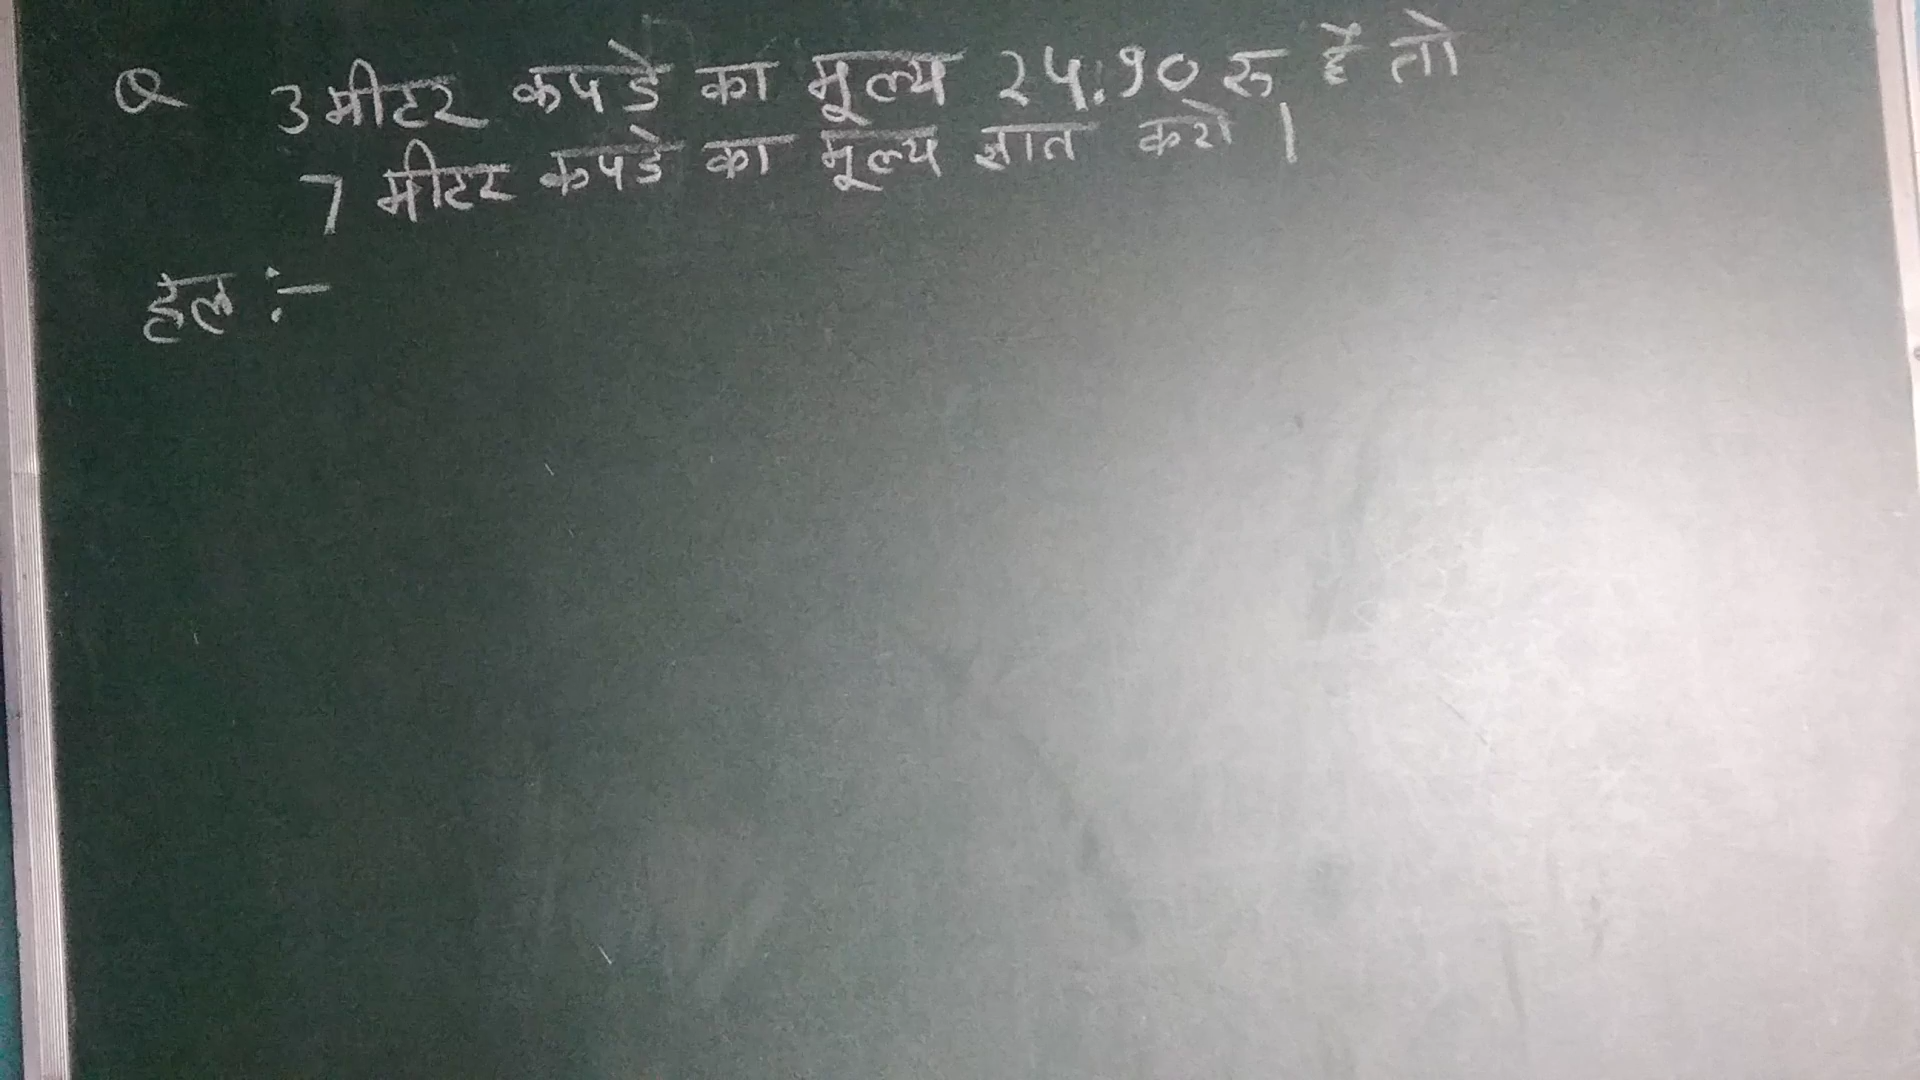 Q 3 मीटर कपडे का मूल्य 25.90 रु है तो
7 मीटर कपडे का मूल्य ज्ञात करो ।
हल :-